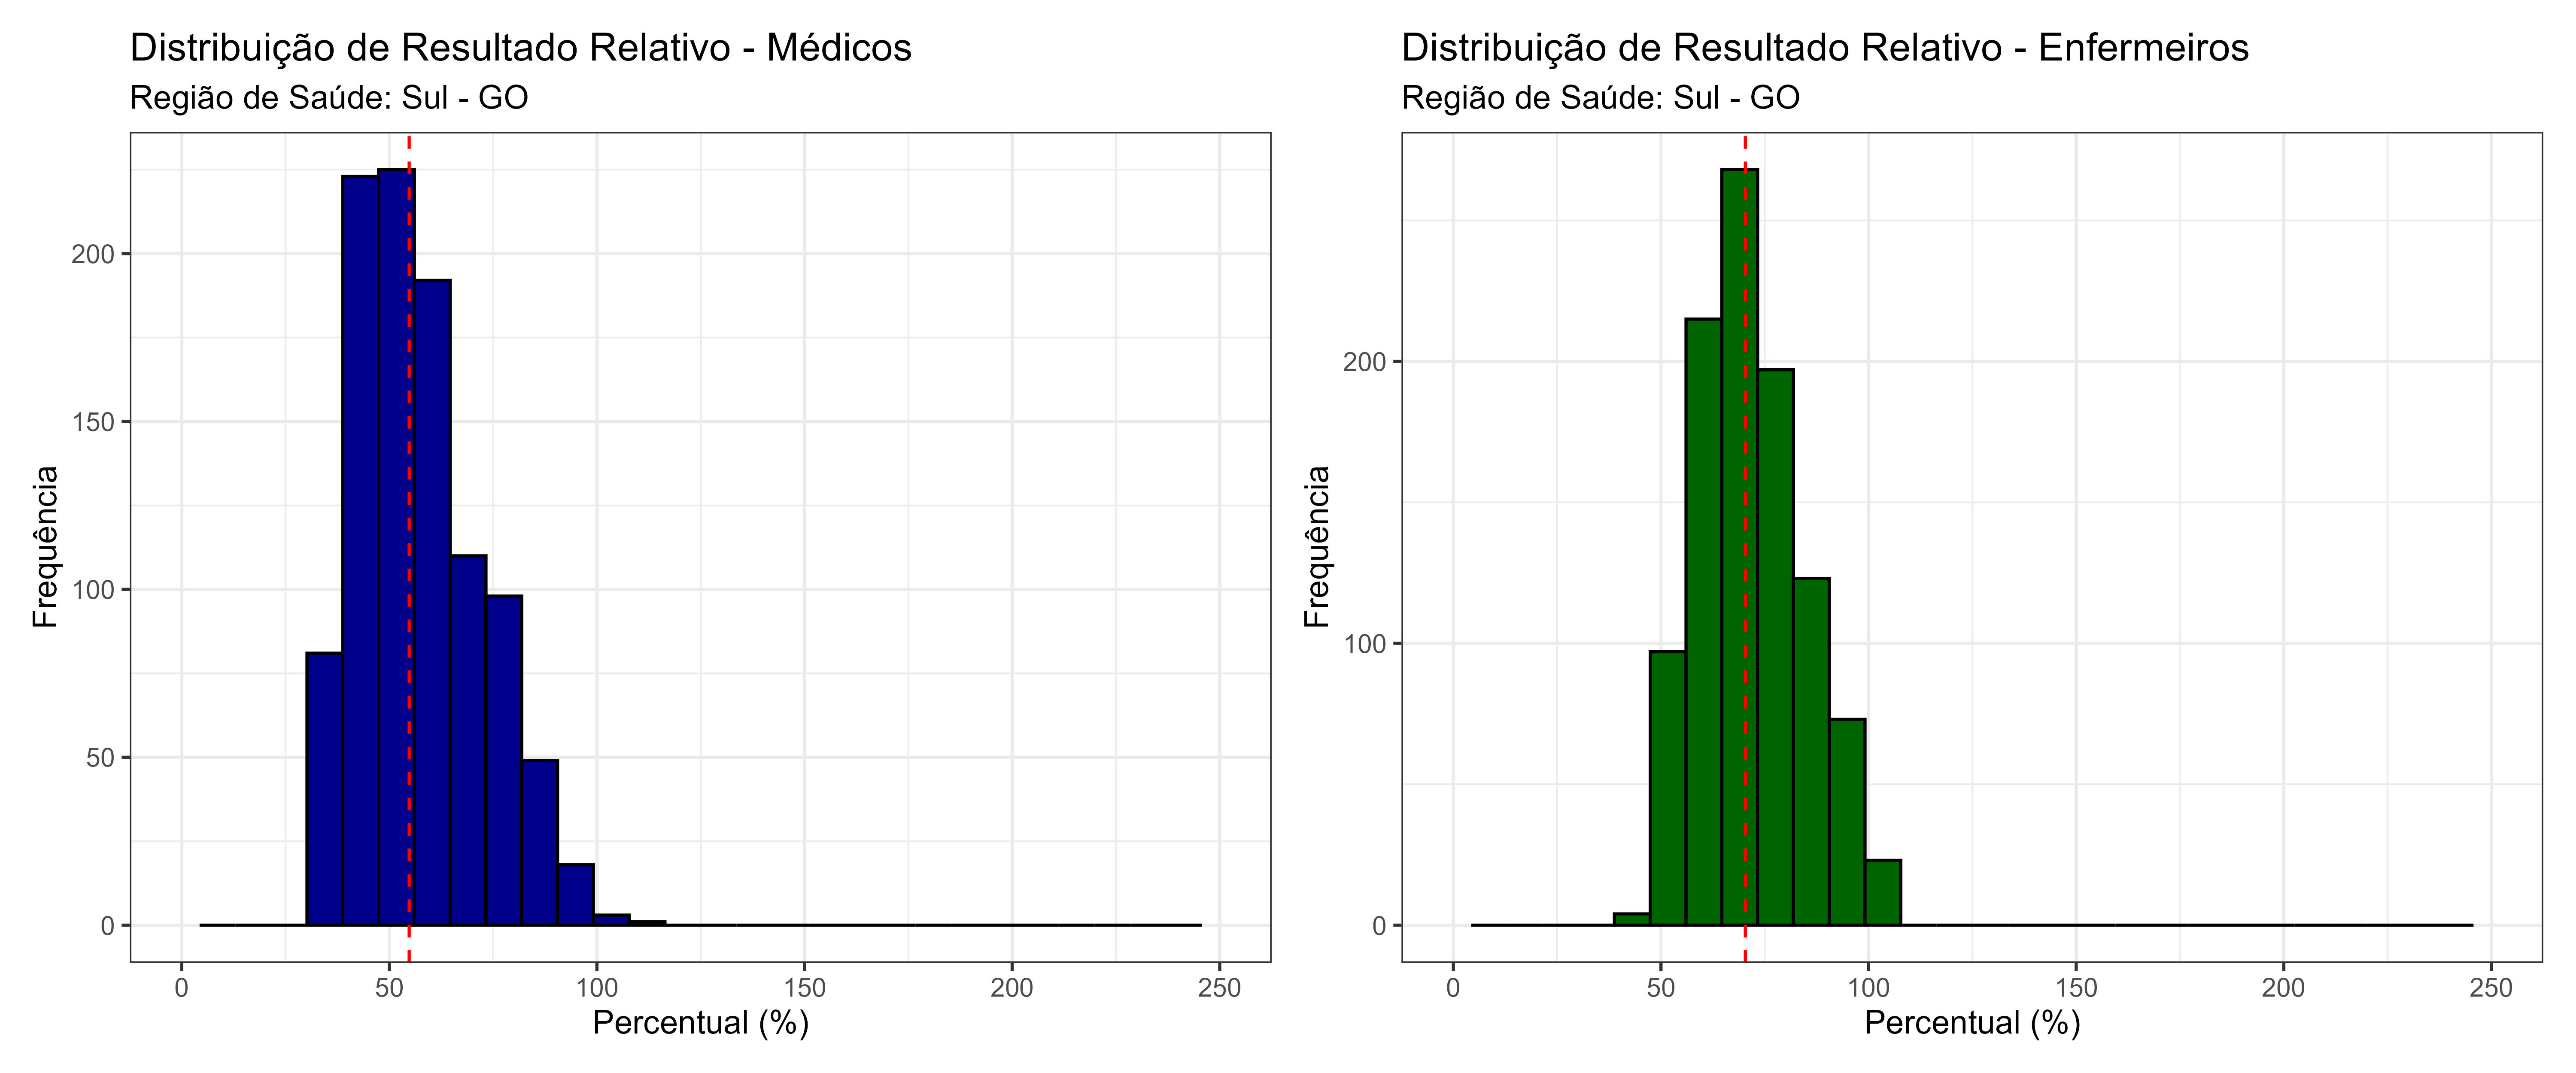 Distribuição de Resultado Relativo - Médicos
Região de Saúde: Sul - GO
Frequência
200
150
100
50
0
0 50 100 150 200 250
Percentual (%)
Distribuição de Resultado Relativo - Enfermeiros
Região de Saúde: Sul - GO
Frequência
200
100
0
0 50 100 150 200 250
Percentual (%)